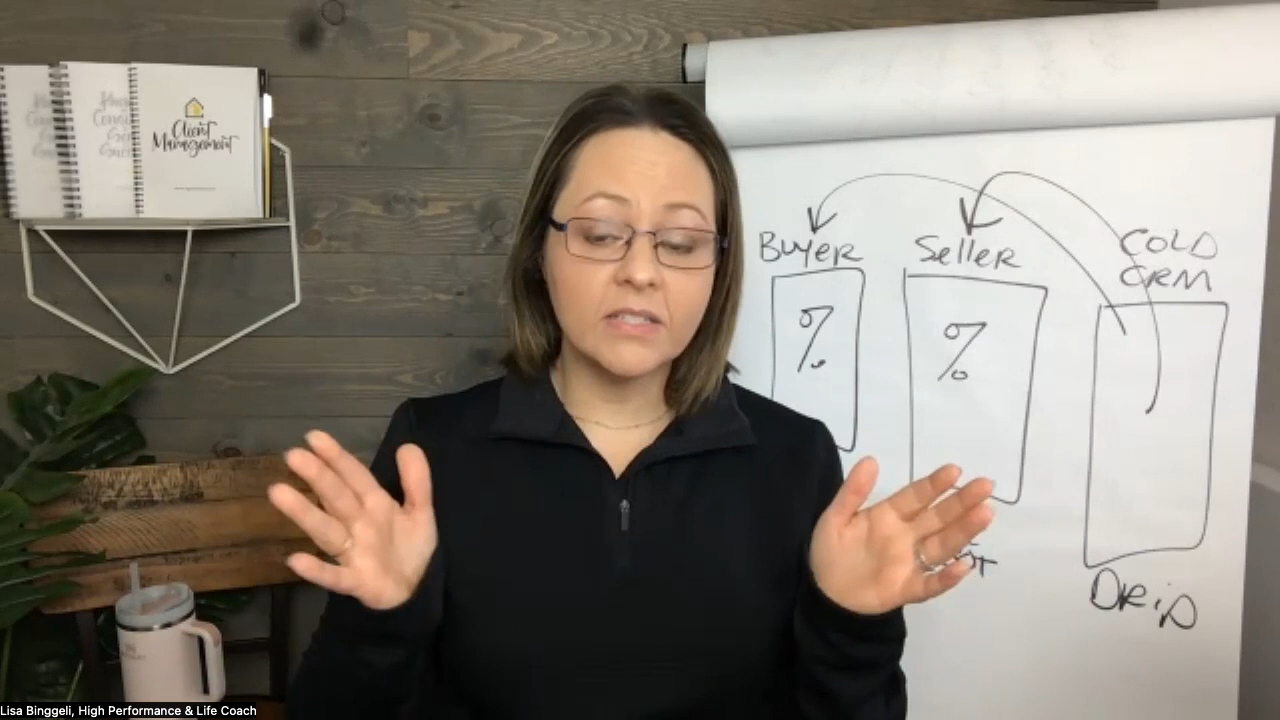 Client
Management
BUYER
Seller
COLD
CRM
%
%
DRiP
Lisa Binggeli, High Performance & Life Coach